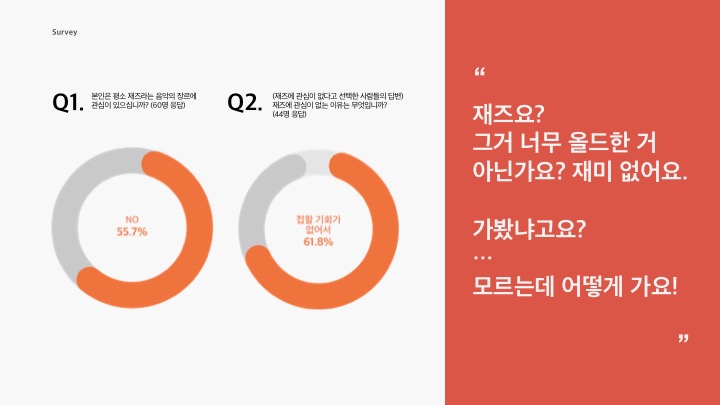 Survey
Q1.
본인은 평소 재즈라는 음악의 장르에
관심이 있으십니까? (60명 응답)
Q2.
(재즈에 관심이 없다고 선택한 사람들의 답변)
재즈에 관심이 없는 이유는 무엇입니까?
(44명 응답)
NO
55.7%
접할 기회가
없어서
61.8%
“
재즈요?
그거 너무 올드한 거
아닌가요? 재미 없어요.
가봤냐고요?
...
모르는데 어떻게 가요!
”